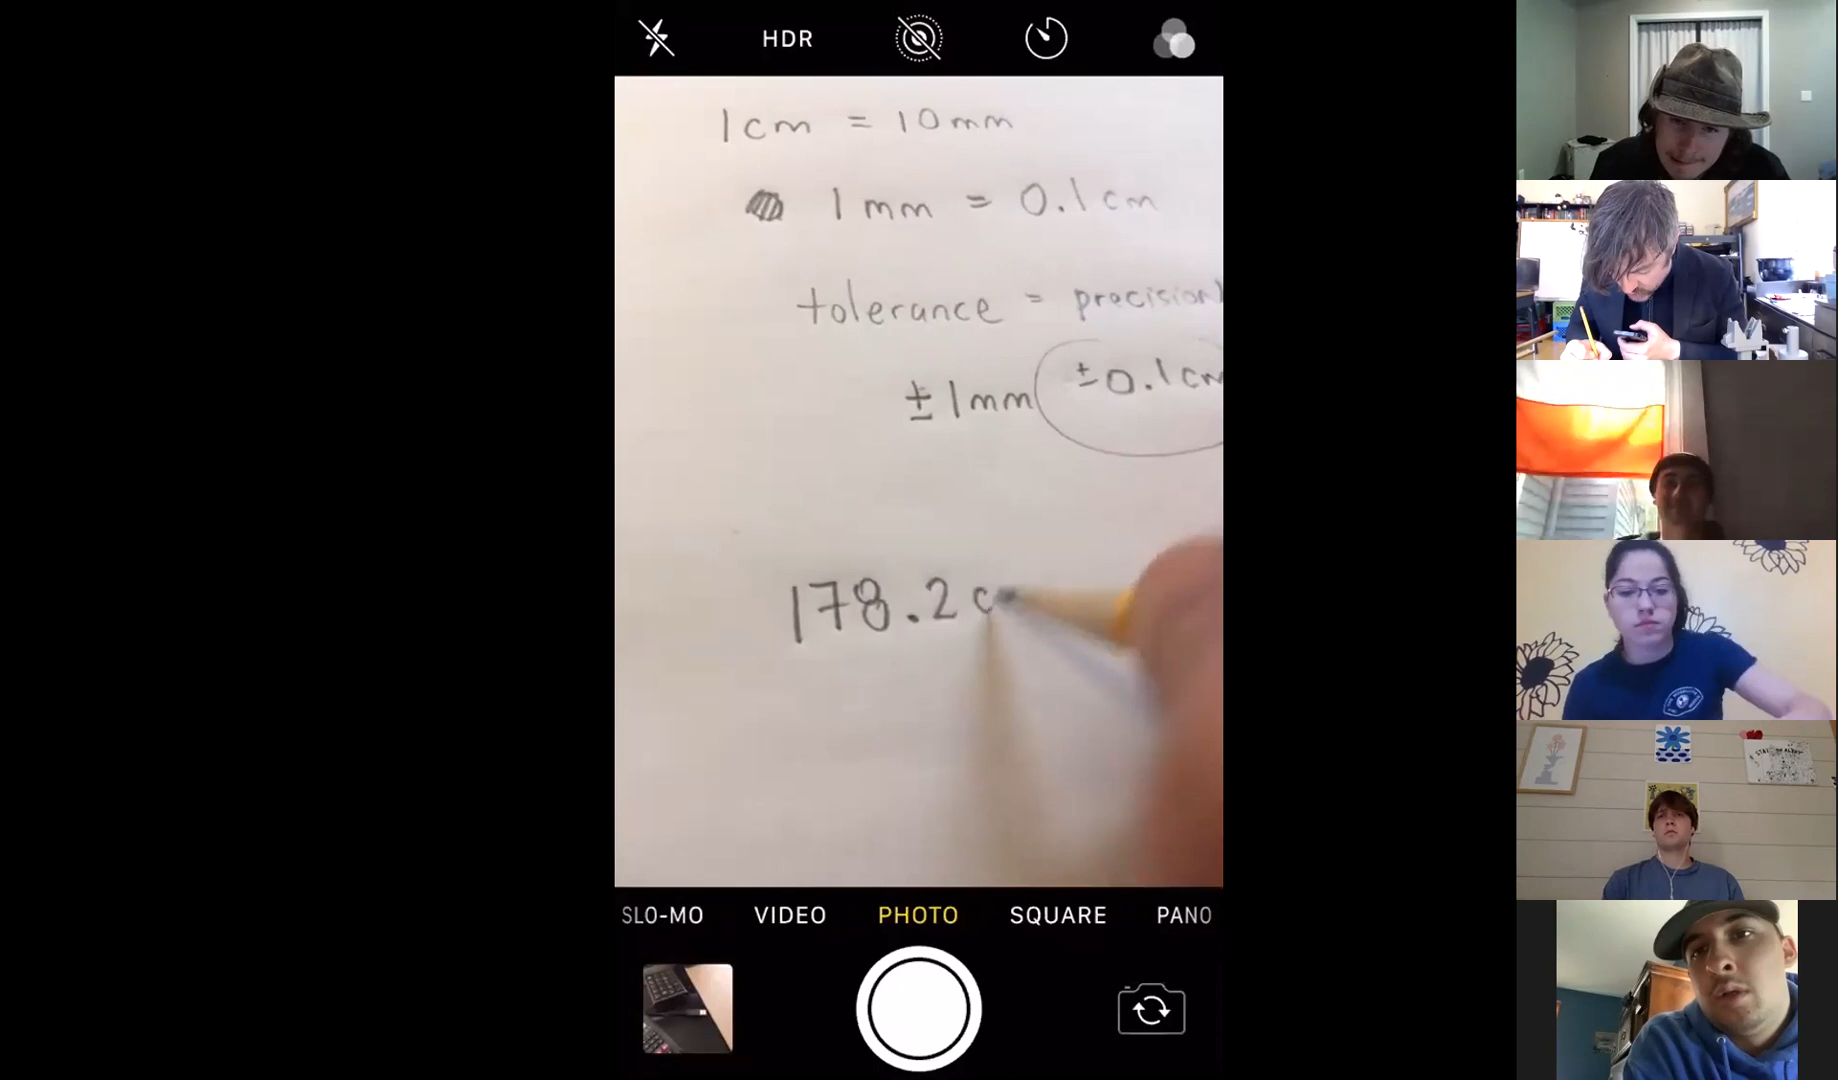 HDR
1cm = 10mm
1mm = 0.1cm
tolerance = precision
±1mm ±0.1cm
178.2c
SLO-MO VIDEO PHOTO SQUARE PANO